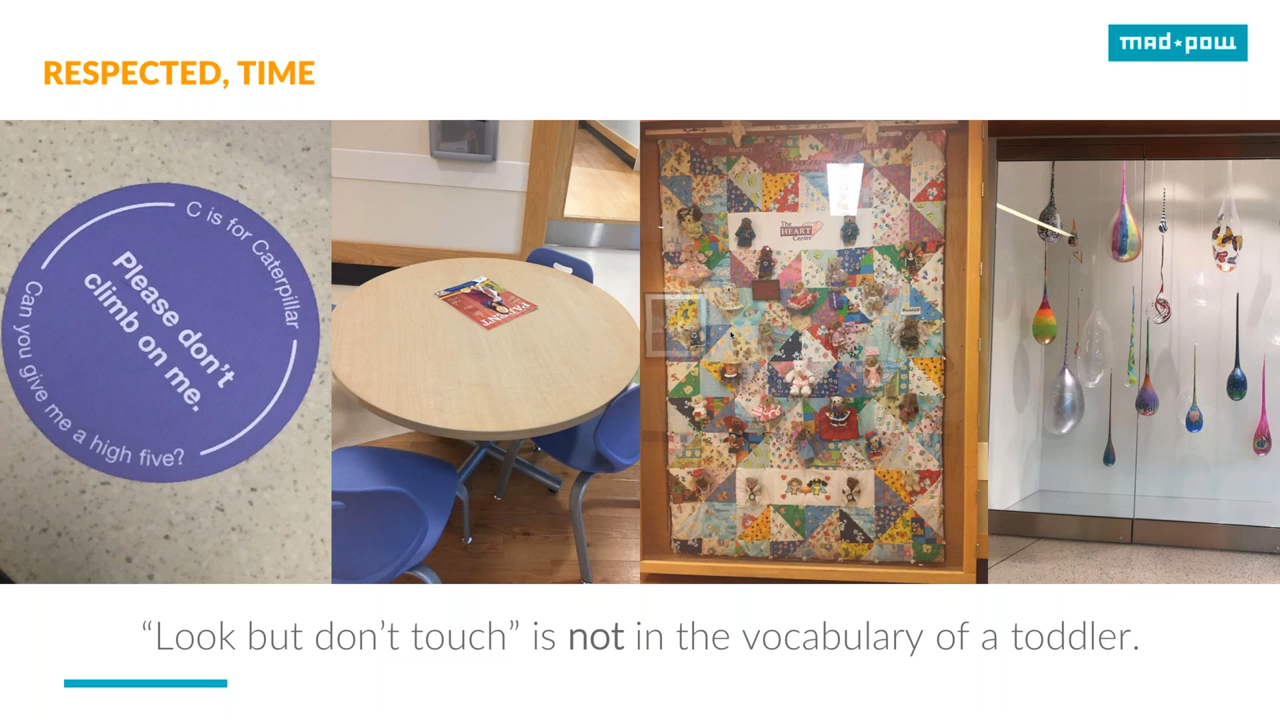 mad★pow
RESPECTED, TIME
C is for Caterpillar
Please don't
climb on me.
Can you give me a high five?
PARENT
The
HEART
Center
“Look but don’t touch” is not in the vocabulary of a toddler.